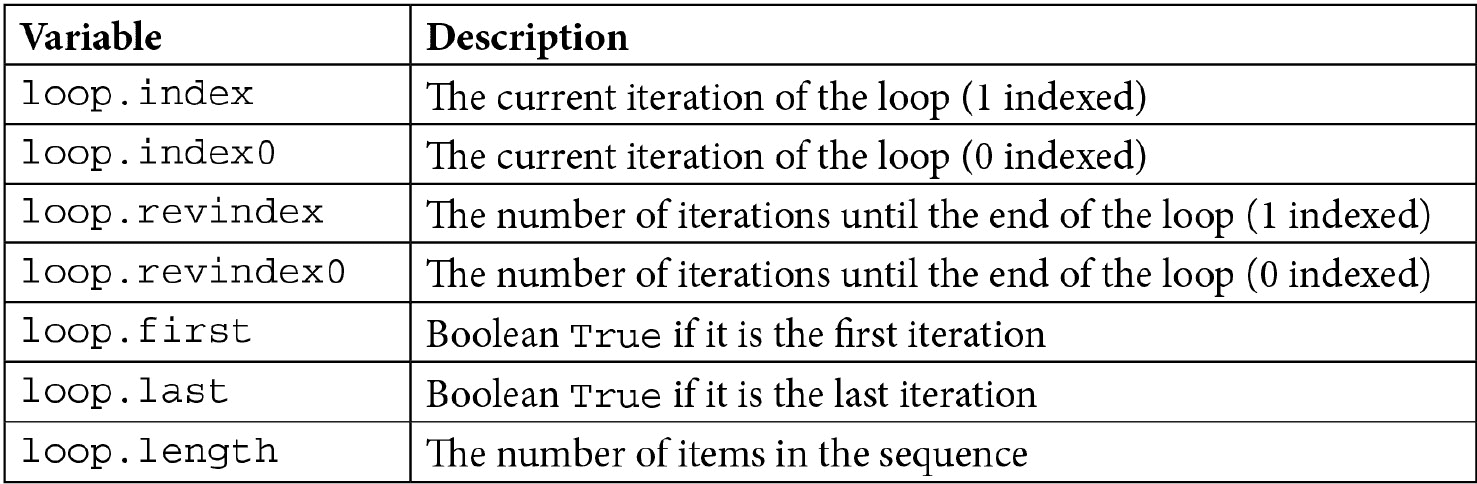 Variable Description
loop.index The current iteration of the loop (1 indexed)
loop.index0 The current iteration of the loop (0 indexed)
loop.revindex The number of iterations until the end of the loop (1 indexed)
loop.revindex0 The number of iterations until the end of the loop (0 indexed)
loop.first Boolean True if it is the first iteration
loop.last Boolean True if it is the last iteration
loop.length The number of items in the sequence